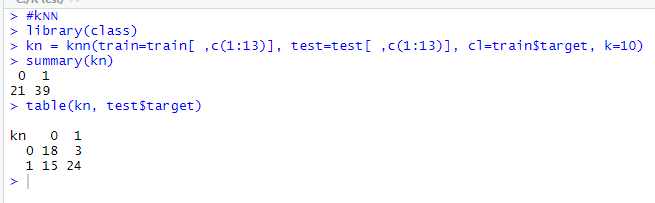 > #kNN
> library(class)
> kn = knn(train=train[ ,c(1:13)], test=test[ ,c(1:13)], cl=train$target, k=10)
> summary(kn)
 0  1
21 39
> table(kn, test$target)

kn   0  1
  0 18  3
  1 15 24
>